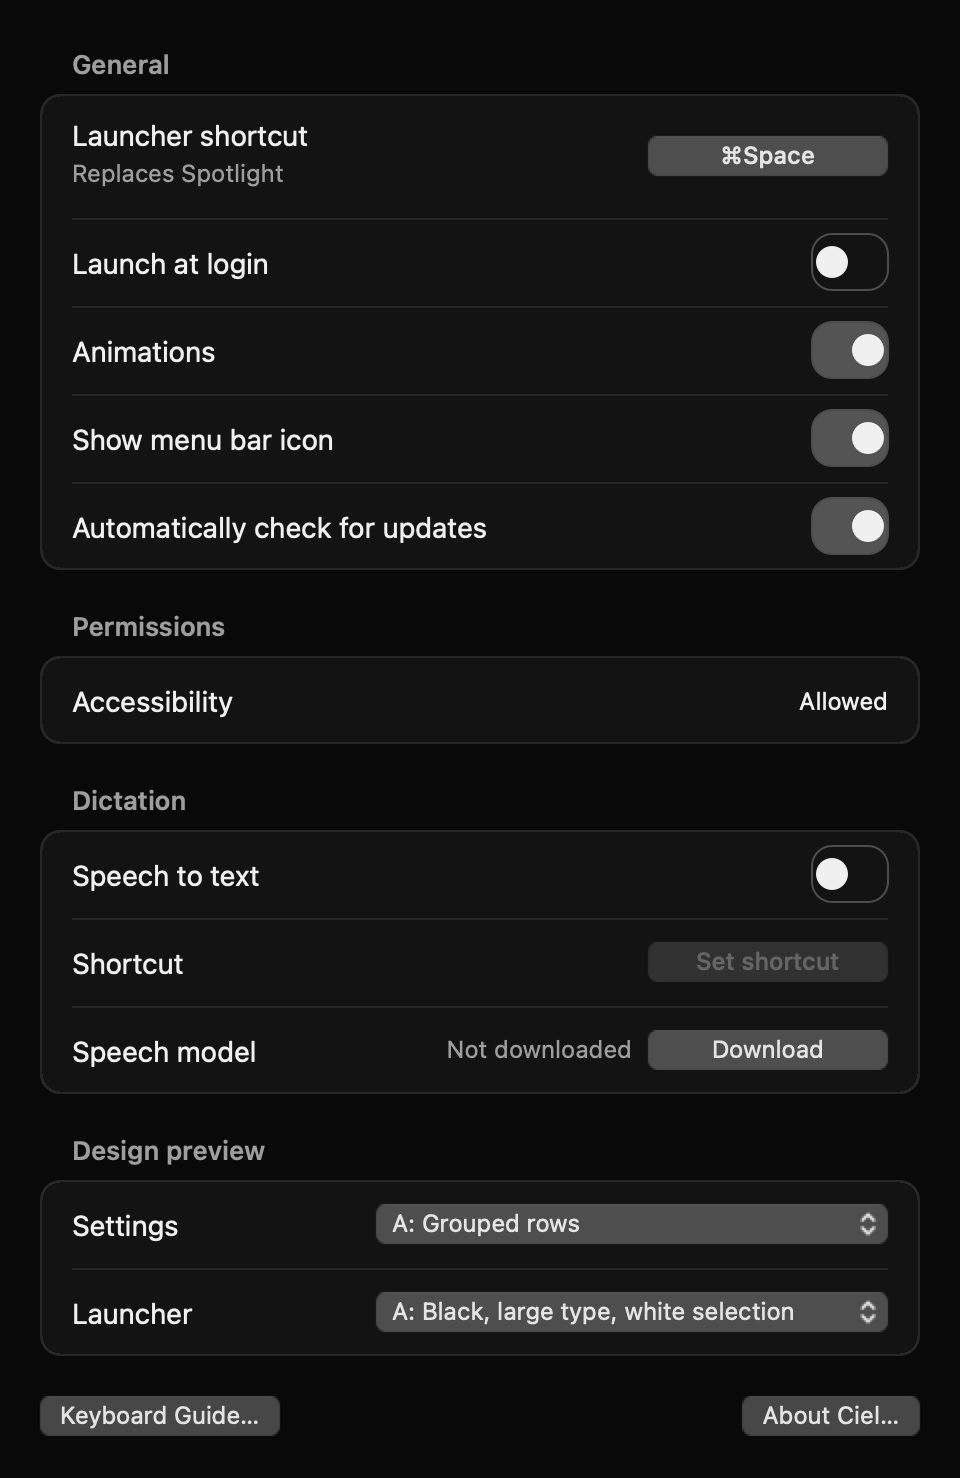 General
Launcher shortcut
⌘Space
Replaces Spotlight
Launch at login
Animations
Show menu bar icon
Automatically check for updates
Permissions
Accessibility
Allowed
Dictation
Speech to text
Shortcut
Set shortcut
Speech model
Not downloaded
Download
Design preview
Settings
A: Grouped rows
Launcher
A: Black, large type, white selection
Keyboard Guide...
About Ciel...